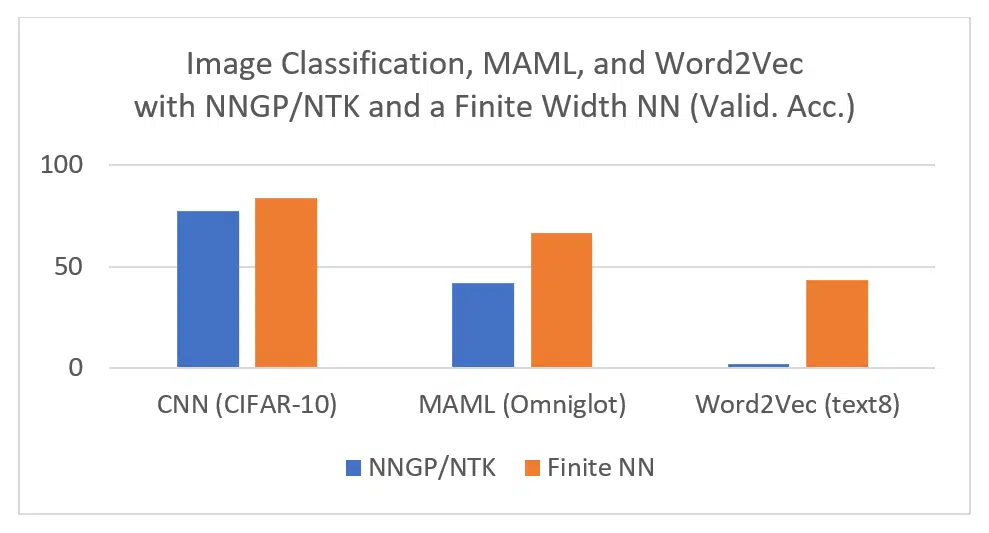 Image Classification, MAML, and Word2Vec
with NNGP/NTK and a Finite Width NN (Valid. Acc.)
100
50
0
CNN (CIFAR-10) MAML (Omniglot) Word2Vec (text8)
NNGP/NTK Finite NN